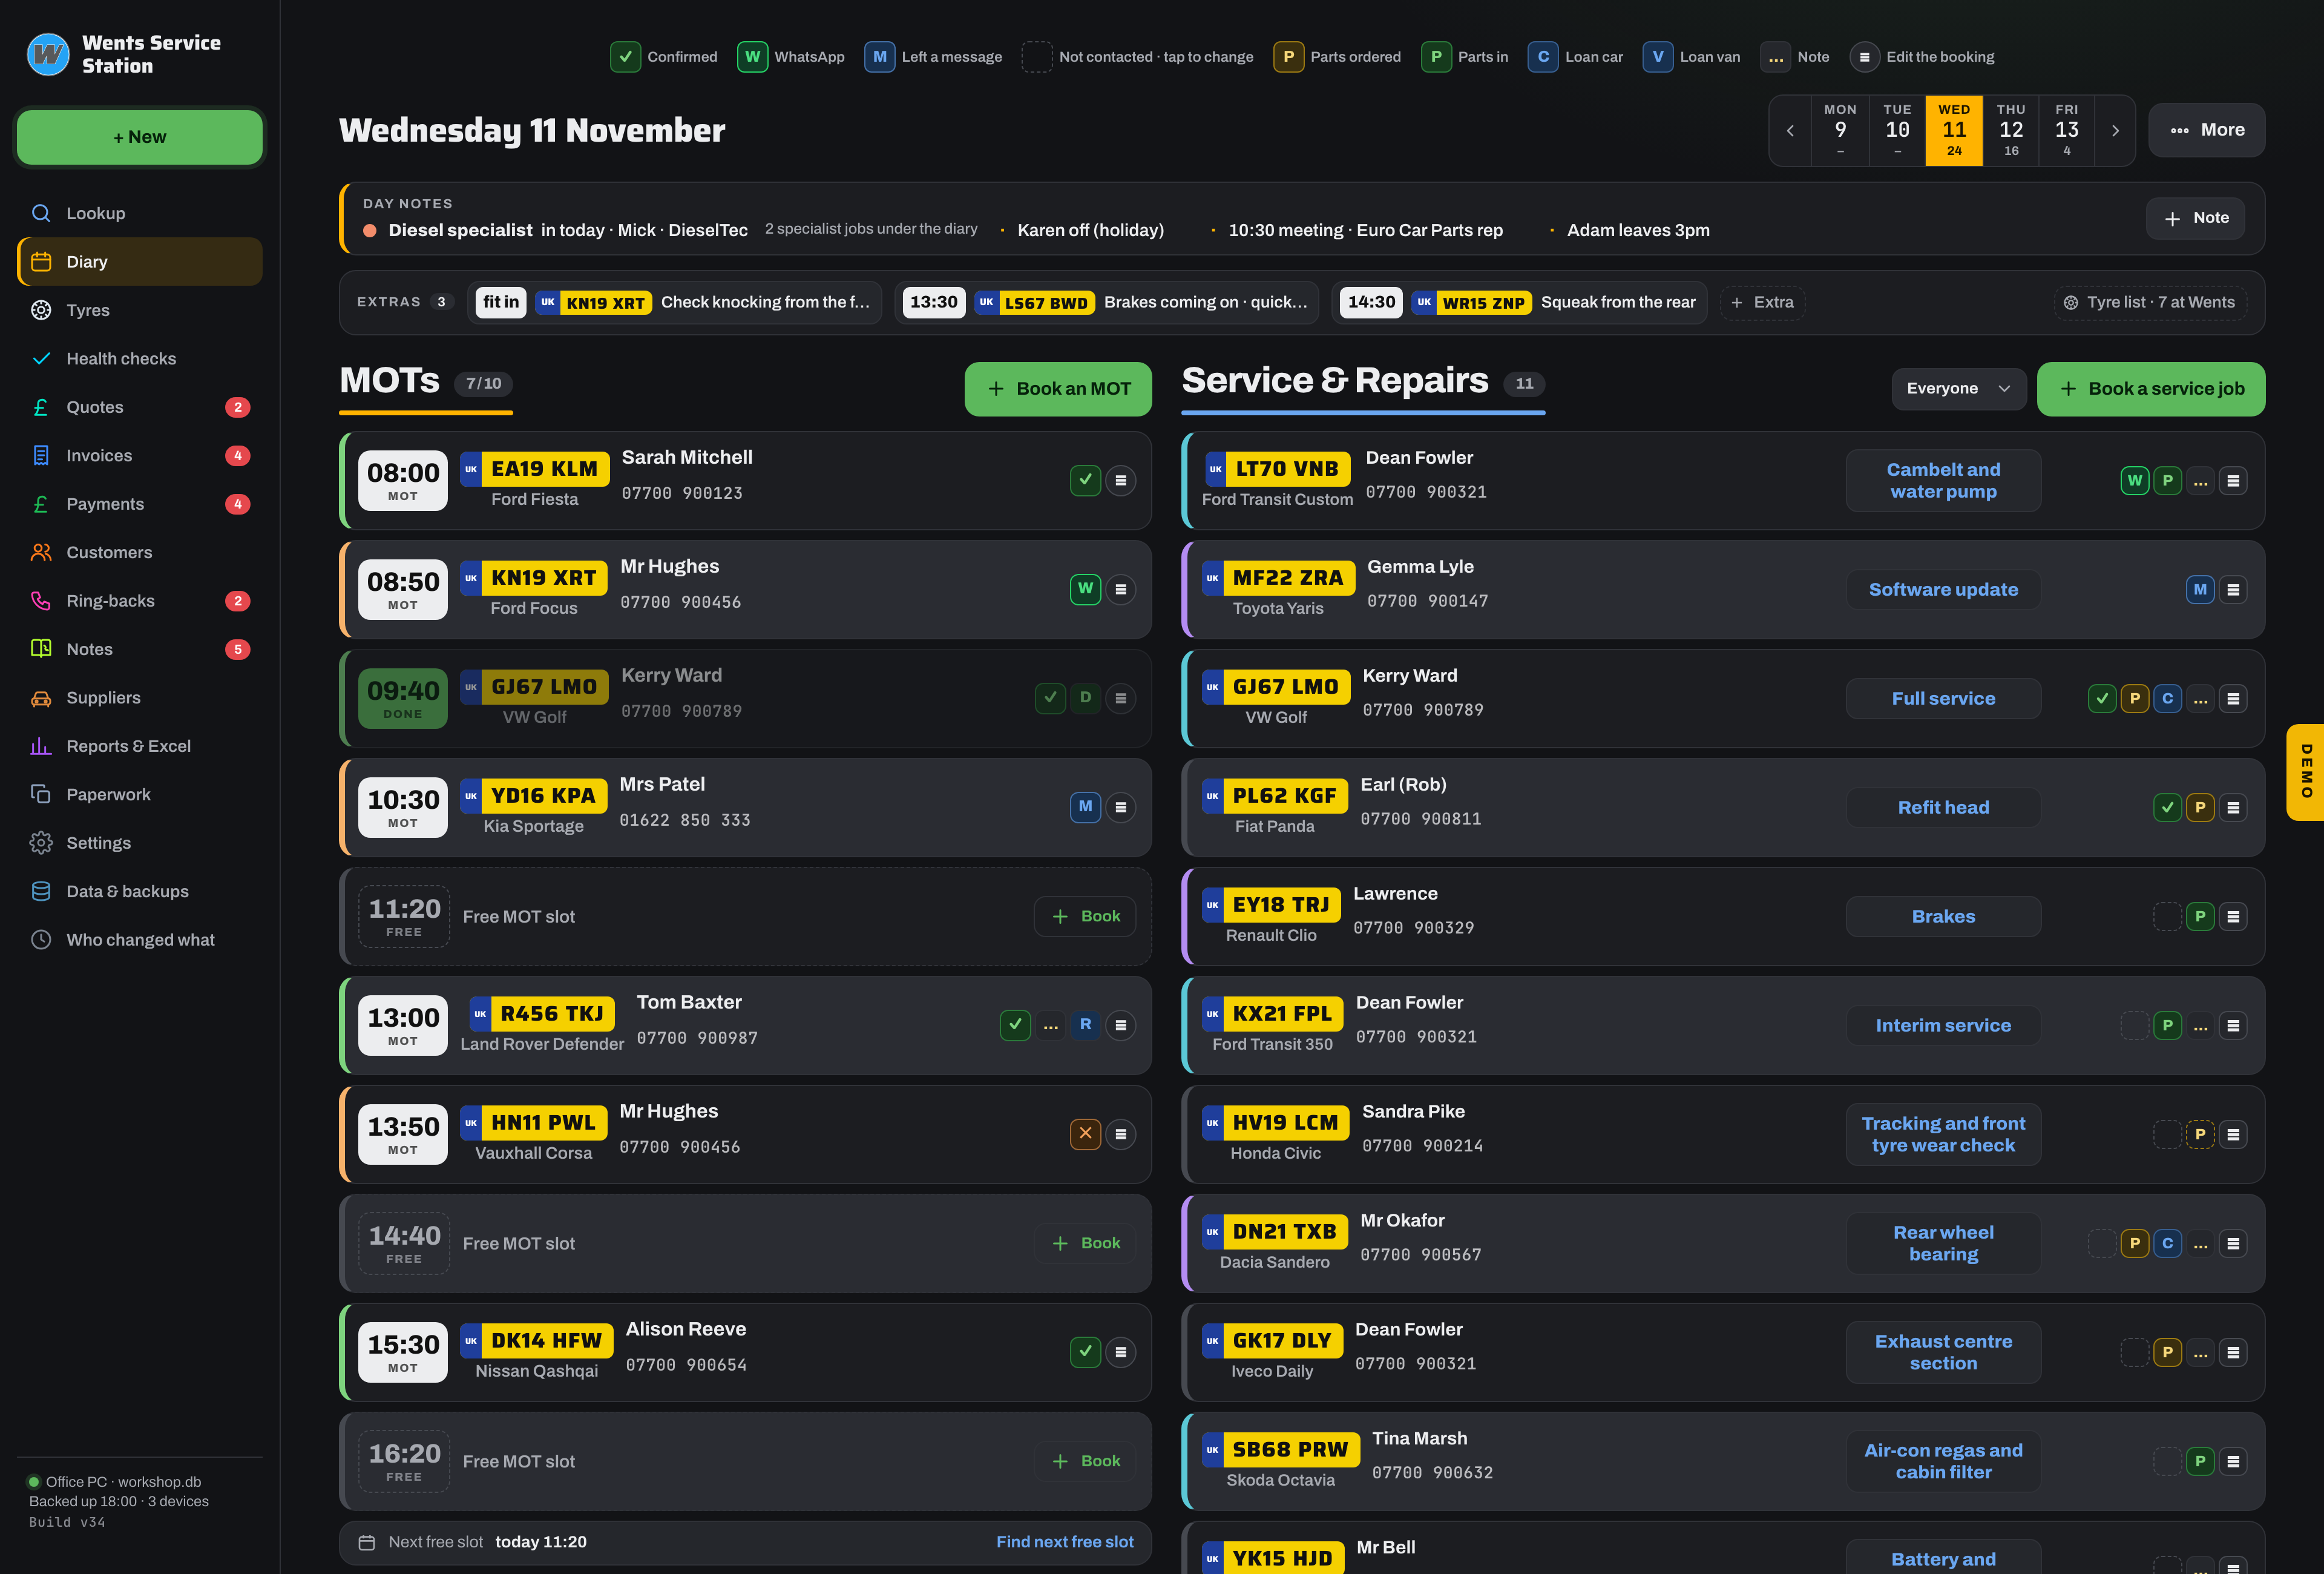 Wents Service
Station
+ New
Lookup
Diary
Tyres
Health checks
Quotes 2
Invoices 4
Payments 4
Customers
Ring-backs 2
Notes 5
Suppliers
Reports & Excel
Paperwork
Settings
Data & backups
Who changed what
Office PC · workshop.db
Backed up 18:00 · 3 devices
Build v34
Confirmed W WhatsApp M Left a message Not contacted · tap to change P Parts ordered P Parts in C Loan car V Loan van ... Note Edit the booking
Wednesday 11 November
MON 9 –
TUE 10 –
WED 11 24
THU 12 16
FRI 13 4
More
DAY NOTES
Diesel specialist in today · Mick · DieselTec 2 specialist jobs under the diary · Karen off (holiday) · 10:30 meeting · Euro Car Parts rep · Adam leaves 3pm
+ Note
EXTRAS 3 fit in UK KN19 XRT Check knocking from the f... 13:30 UK LS67 BWD Brakes coming on · quick... 14:30 UK WR15 ZNP Squeak from the rear + Extra Tyre list · 7 at Wents
MOTs 7/10 + Book an MOT
08:00 MOT UK EA19 KLM Sarah Mitchell
Ford Fiesta 07700 900123
08:50 MOT UK KN19 XRT Mr Hughes W
Ford Focus 07700 900456
09:40 DONE UK GJ67 LMO Kerry Ward D
VW Golf 07700 900789
10:30 MOT UK YD16 KPA Mrs Patel M
Kia Sportage 01622 850 333
11:20 FREE Free MOT slot + Book
13:00 MOT UK R456 TKJ Tom Baxter ... R
Land Rover Defender 07700 900987
13:50 MOT UK HN11 PWL Mr Hughes
Vauxhall Corsa 07700 900456
14:40 FREE Free MOT slot + Book
15:30 MOT UK DK14 HFW Alison Reeve
Nissan Qashqai 07700 900654
16:20 FREE Free MOT slot + Book
Next free slot today 11:20 Find next free slot
Service & Repairs 11 Everyone + Book a service job
UK LT70 VNB Dean Fowler Cambelt and water pump W P ...
Ford Transit Custom 07700 900321
UK MF22 ZRA Gemma Lyle Software update M
Toyota Yaris 07700 900147
UK GJ67 LMO Kerry Ward Full service P C ...
VW Golf 07700 900789
UK PL62 KGF Earl (Rob) Refit head P
Fiat Panda 07700 900811
UK EY18 TRJ Lawrence Brakes P
Renault Clio 07700 900329
UK KX21 FPL Dean Fowler Interim service P ...
Ford Transit 350 07700 900321
UK HV19 LCM Sandra Pike Tracking and front tyre wear check P
Honda Civic 07700 900214
UK DN21 TXB Mr Okafor Rear wheel bearing P C ...
Dacia Sandero 07700 900567
UK GK17 DLY Dean Fowler Exhaust centre section P ...
Iveco Daily 07700 900321
UK SB68 PRW Tina Marsh Air-con regas and cabin filter P
Skoda Octavia 07700 900632
UK YK15 HJD Mr Bell Battery and
DEMO